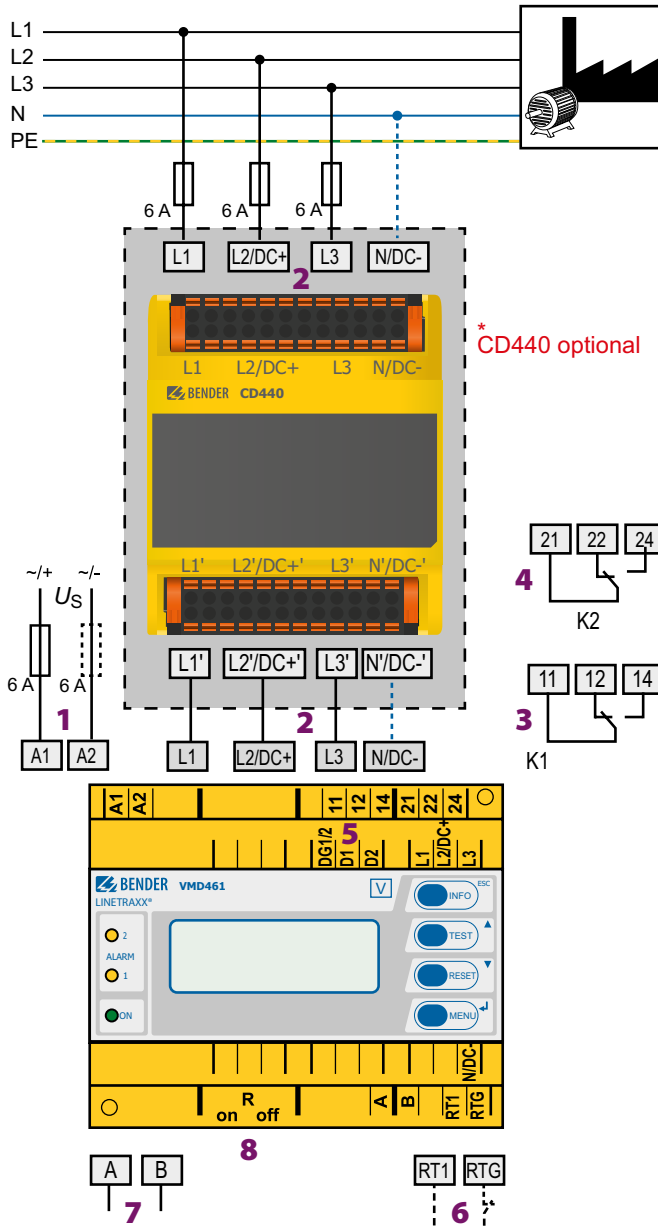 L1
L2
L3
N
PE
6 A 6 A 6 A
L1 L2/DC+ L3 N/DC-
2
*
CD440 optional
L1 L2/DC+ L3 N/DC-
BENDER CD440
L1' L2'/DC+' L3' N'/DC-'
~/+ ~/-
US
21 22 24
4
K2
L1' L2'/DC+' L3' N'/DC-'
6 A 6 A
1
2
11 12 14
3
K1
A1 A2
L1 L2/DC+ L3 N/DC-
A1 A2 11 12 14 21 22 24
5
DG1/2 D1 D2 L1 L2/DC+ L3
BENDER VMD461
LINETRAXX®
V
INFO ESC
2
TEST
ALARM
1
RESET
ON
MENU
N/DC-
R
on off
A B RT1 RTG
8
A B
7
RT1 RTG
6